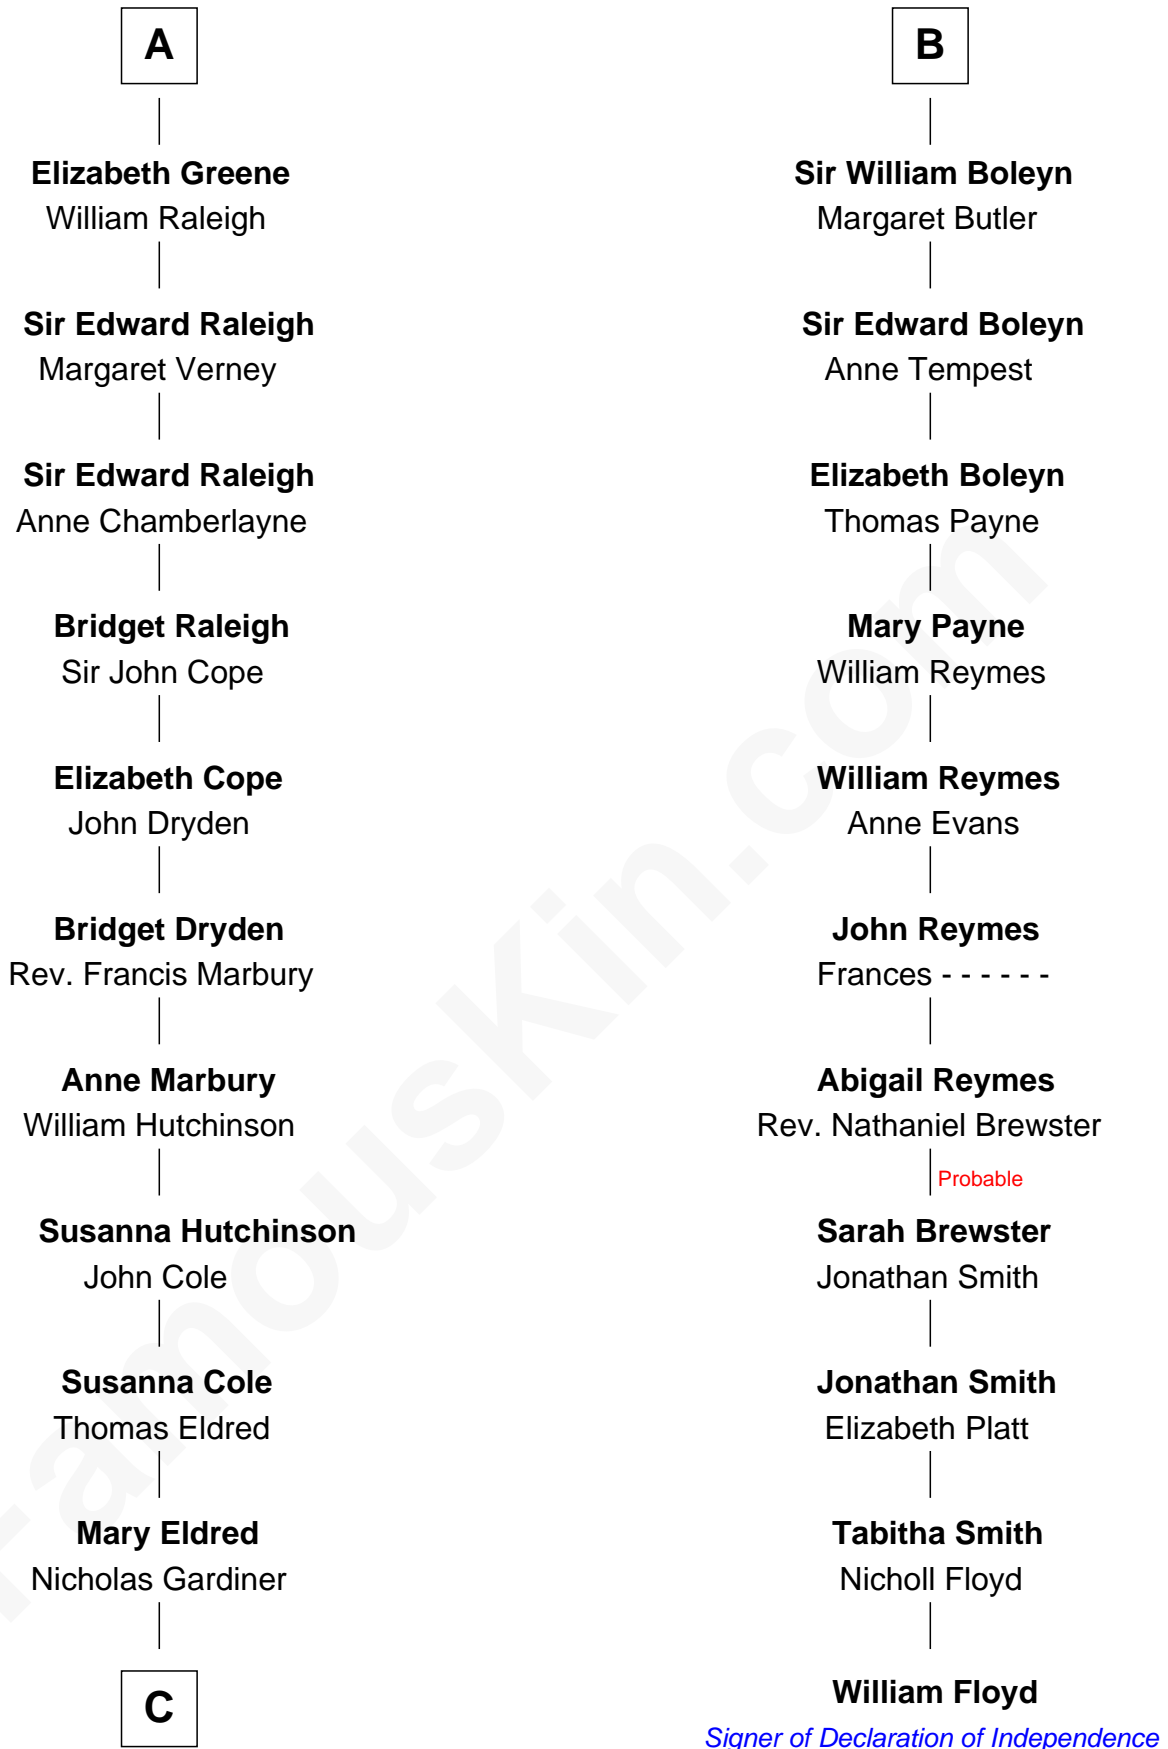 A
Elizabeth Greene
William Raleigh
Sir Edward Raleigh
Margaret Verney
Sir Edward Raleigh
Anne Chamberlayne
Bridget Raleigh
Sir John Cope
Elizabeth Cope
John Dryden
Bridget Dryden
Rev. Francis Marbury
Anne Marbury
William Hutchinson
Susanna Hutchinson
John Cole
Susanna Cole
Thomas Eldred
Mary Eldred
Nicholas Gardiner
C
B
Sir William Boleyn
Margaret Butler
Sir Edward Boleyn
Anne Tempest
Elizabeth Boleyn
Thomas Payne
Mary Payne
William Reymes
William Reymes
Anne Evans
John Reymes
Frances - - - - - -
Abigail Reymes
Rev. Nathaniel Brewster
Probable
Sarah Brewster
Jonathan Smith
Jonathan Smith
Elizabeth Platt
Tabitha Smith
Nicholl Floyd
William Floyd
Signer of Declaration of Independence
FamousKin.com